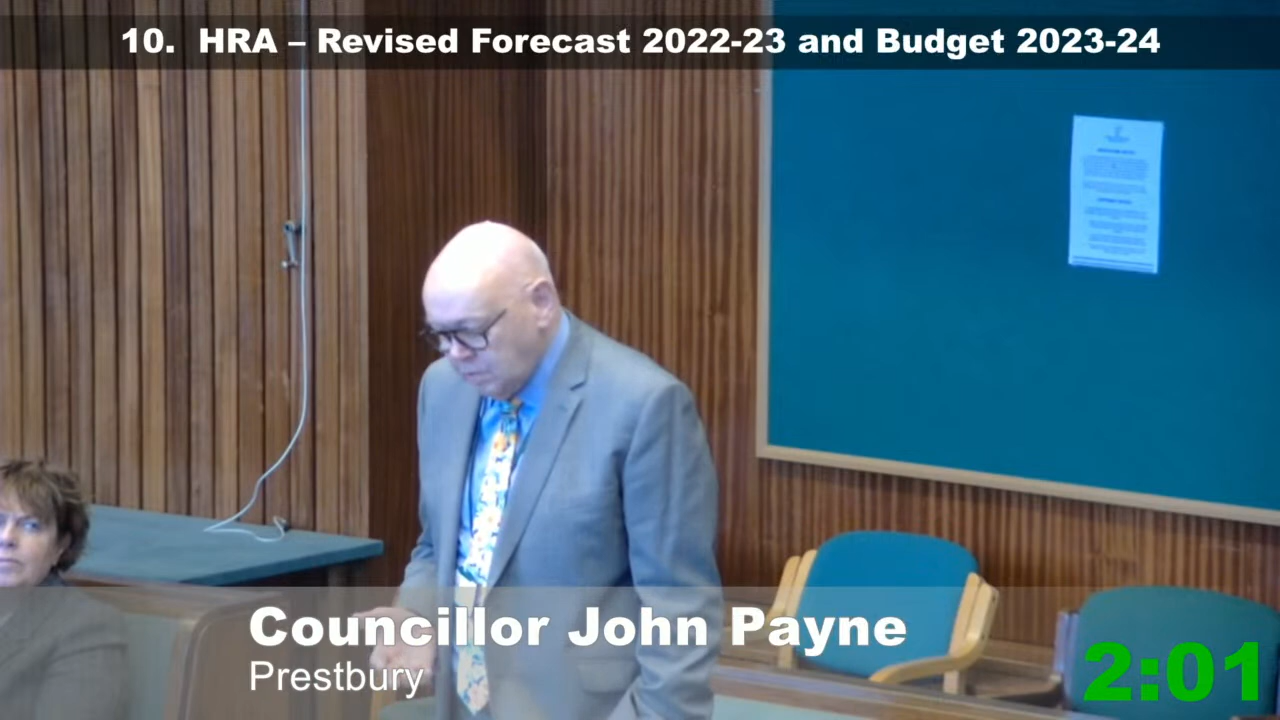 10. HRA – Revised Forecast 2022-23 and Budget 2023-24
Councillor John Payne
Prestbury
2:01